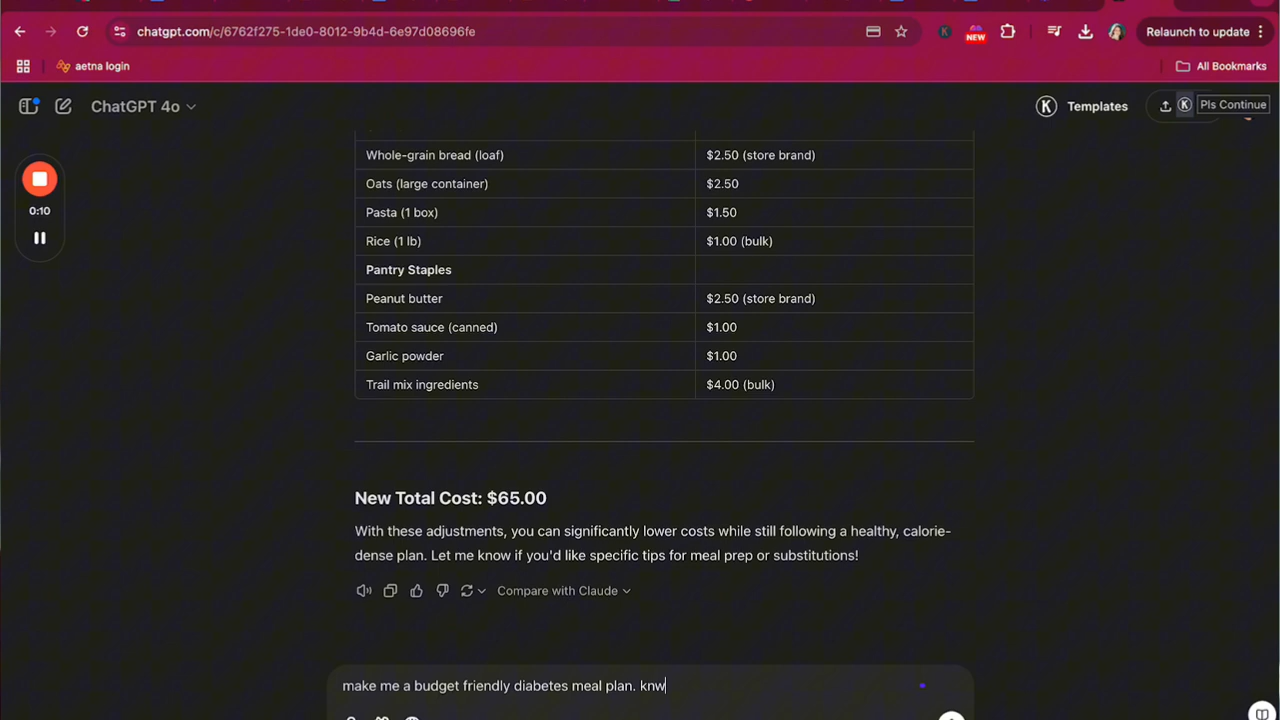 chatgpt.com/c/6762f275-1de0-8012-9b4d-6e97d08696fe
NEW
Relaunch to update
aetna login
All Bookmarks
ChatGPT 4o
K Templates
K Pls Continue
0:10
Whole-grain bread (loaf) $2.50 (store brand)
Oats (large container) $2.50
Pasta (1 box) $1.50
Rice (1 lb) $1.00 (bulk)
Pantry Staples
Peanut butter $2.50 (store brand)
Tomato sauce (canned) $1.00
Garlic powder $1.00
Trail mix ingredients $4.00 (bulk)
New Total Cost: $65.00
With these adjustments, you can significantly lower costs while still following a healthy, calorie-
dense plan. Let me know if you'd like specific tips for meal prep or substitutions!
Compare with Claude
make me a budget friendly diabetes meal plan. knw